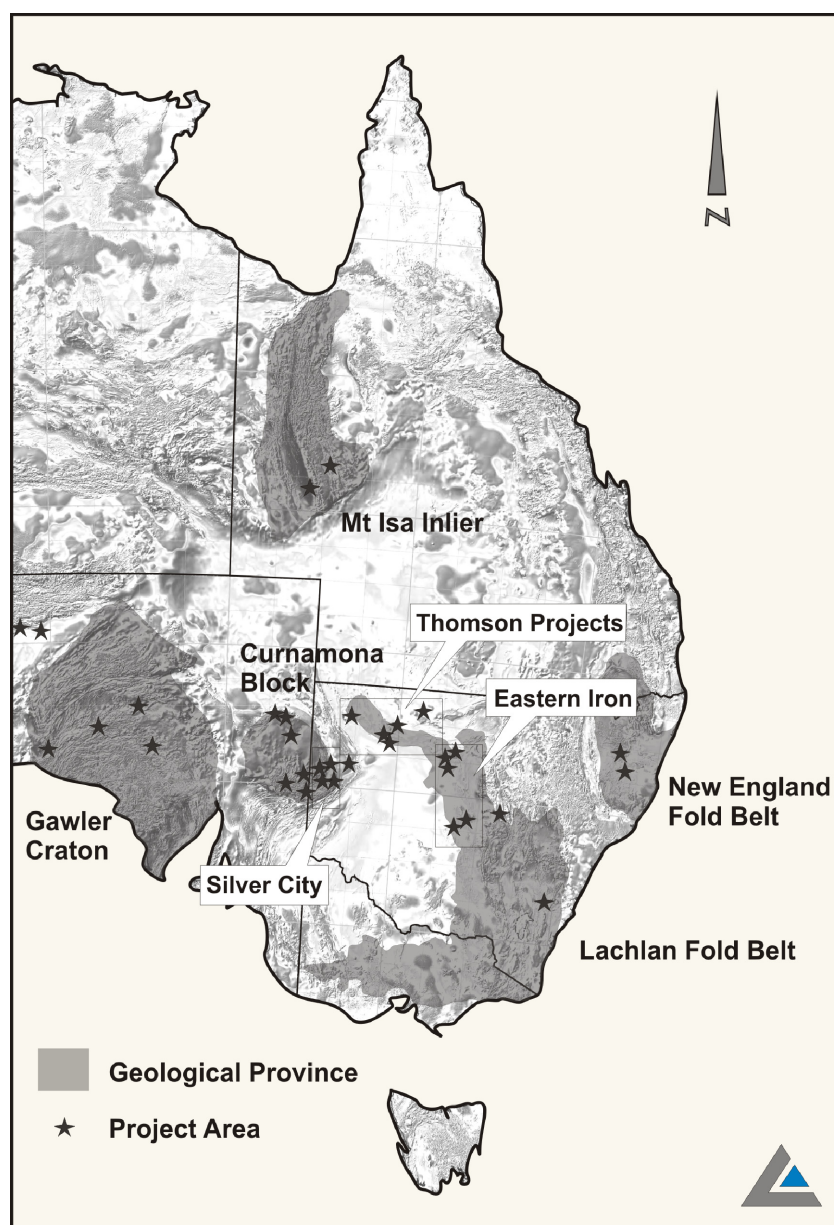 N
Mt Isa Inlier
Thomson Projects
Curnamona
Block
Eastern Iron
New England
Fold Belt
Gawler
Craton
Silver City
Lachlan Fold Belt
Geological Province
Project Area